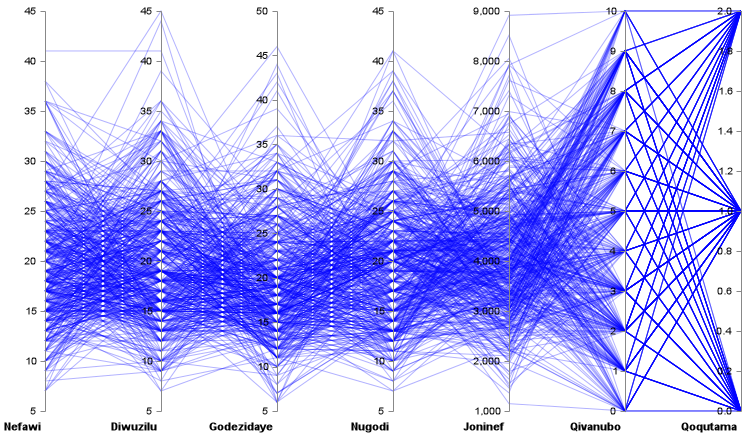 45 45 50 45 9,000 10 2.0
45 1.8
40 40 40 8,000 9
40
8 1.6
35 35 35 7,000
35 7 1.4
30 30 30 30 6,000 6 1.2
25 25 25 25 5,000 5 1.0
20 20 20 20 4,000 4 0.8
15 15 15 15 3,000 3 0.6
2 0.4
10 10 10 10 2,000
1 0.2
5 5 5 5 1,000 0 0.0
Nefawi Diwuzilu Godezidaye Nugodi Joninef Qivanubo Qoqutama